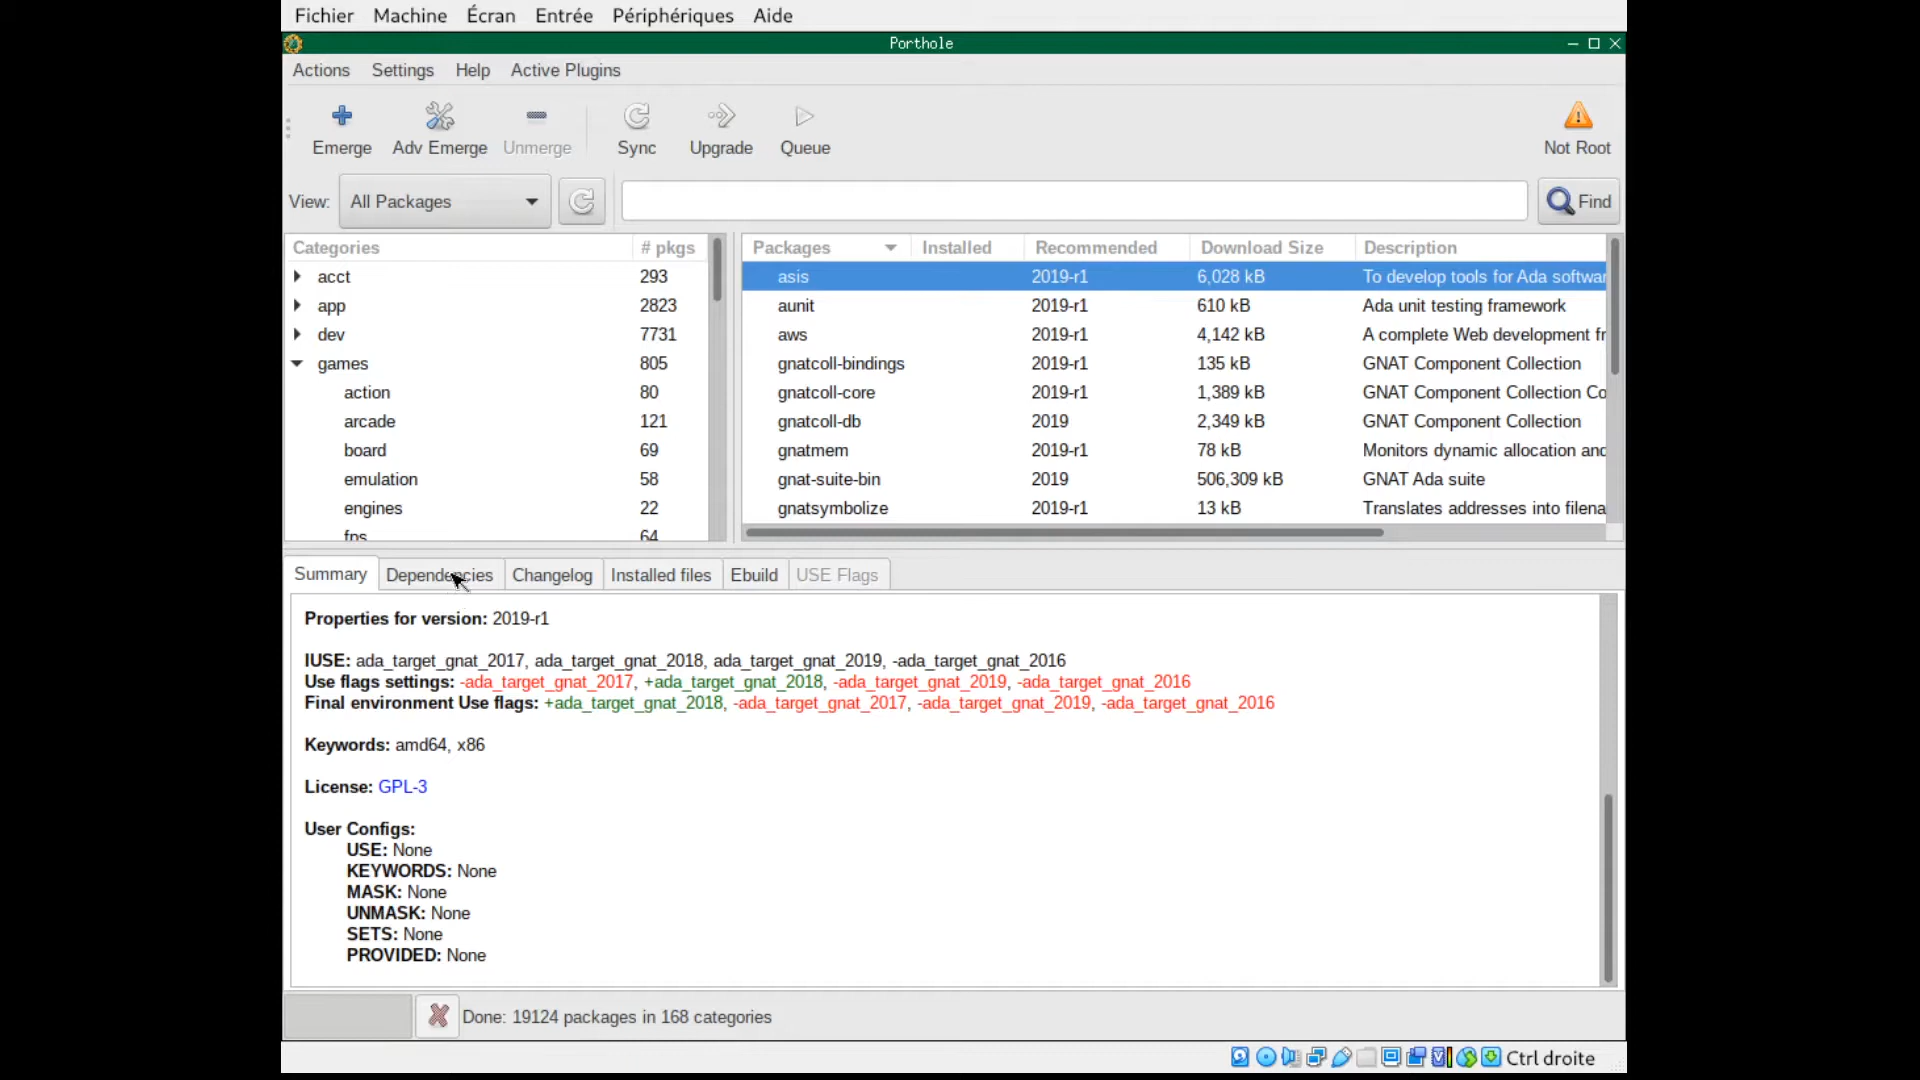 Fichier Machine Écran Entrée Périphériques Aide
Porthole
Actions Settings Help Active Plugins
Emerge Adv Emerge Unmerge Sync Upgrade Queue Not Root
View: All Packages Find
Categories # pkgs
acct 293
app 2823
dev 7731
games 805
action 80
arcade 121
board 69
emulation 58
engines 22
fps 64
Packages Installed Recommended Download Size Description
asis 2019-r1 6,028 kB To develop tools for Ada softwar
aunit 2019-r1 610 kB Ada unit testing framework
aws 2019-r1 4,142 kB A complete Web development fr
gnatcoll-bindings 2019-r1 135 kB GNAT Component Collection
gnatcoll-core 2019-r1 1,389 kB GNAT Component Collection Co
gnatcoll-db 2019 2,349 kB GNAT Component Collection
gnatmem 2019-r1 78 kB Monitors dynamic allocation and
gnat-suite-bin 2019 506,309 kB GNAT Ada suite
gnatsymbolize 2019-r1 13 kB Translates addresses into filena
Summary Dependencies Changelog Installed files Ebuild USE Flags
Properties for version: 2019-r1
IUSE: ada_target_gnat_2017, ada_target_gnat_2018, ada_target_gnat_2019, -ada_target_gnat_2016
Use flags settings: -ada_target_gnat_2017, +ada_target_gnat_2018, -ada_target_gnat_2019, -ada_target_gnat_2016
Final environment Use flags: +ada_target_gnat_2018, -ada_target_gnat_2017, -ada_target_gnat_2019, -ada_target_gnat_2016
Keywords: amd64, x86
License: GPL-3
User Configs:
USE: None
KEYWORDS: None
MASK: None
UNMASK: None
SETS: None
PROVIDED: None
Done: 19124 packages in 168 categories
Ctrl droite